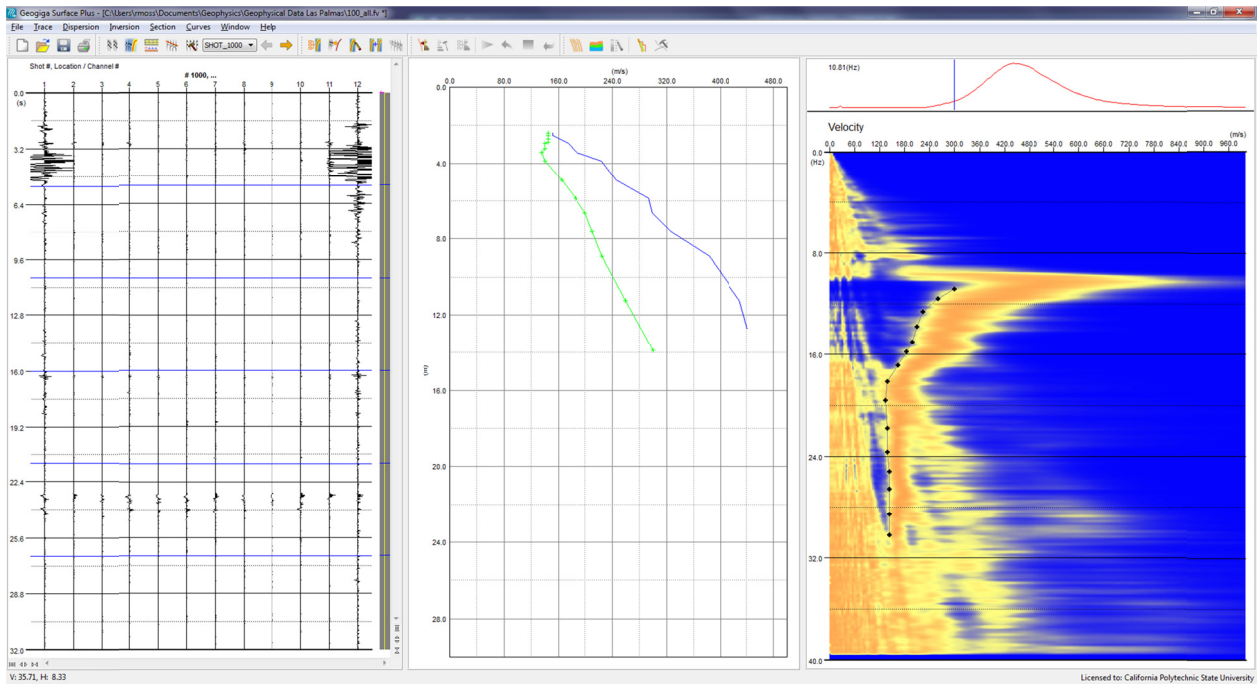 Geogiga Surface Plus - [C:\Users\rmoss\Documents\Geophysics\Geophysical Data Las Palmas\100_all.fv *]
File Trace Dispersion Inversion Section Curves Window Help
SHOT_1000
Shot #, Location / Channel #
# 1000, ...
1 2 3 4 5 6 7 8 9 10 11 12
0.0
(s)
3.2
6.4
9.6
12.8
16.0
19.2
22.4
25.6
28.8
32.0
(m/s)
0.0 80.0 160.0 240.0 320.0 400.0 480.0
0.0
4.0
8.0
12.0
(m)
16.0
20.0
24.0
28.0
10.81(Hz)
Velocity
(m/s)
0.0 60.0 120.0 180.0 240.0 300.0 360.0 420.0 480.0 540.0 600.0 660.0 720.0 780.0 840.0 900.0 960.0
0.0
(Hz)
8.0
16.0
24.0
32.0
40.0
V: 35.71, H: 8.33
Licensed to: California Polytechnic State University